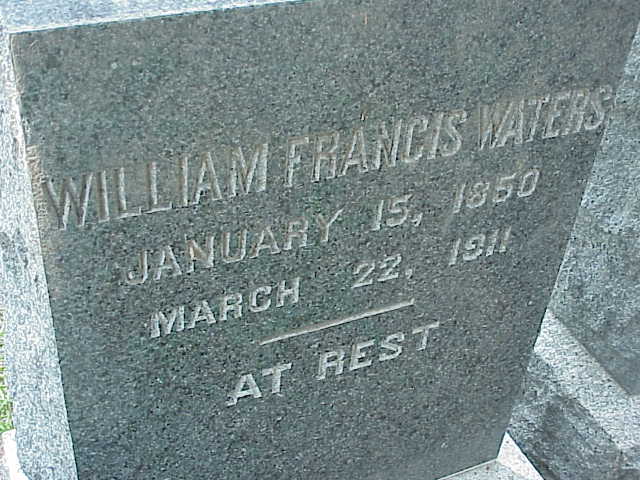 WILLIAM FRANCIS WATERS
JANUARY 15, 1850
MARCH 22, 1911
AT REST